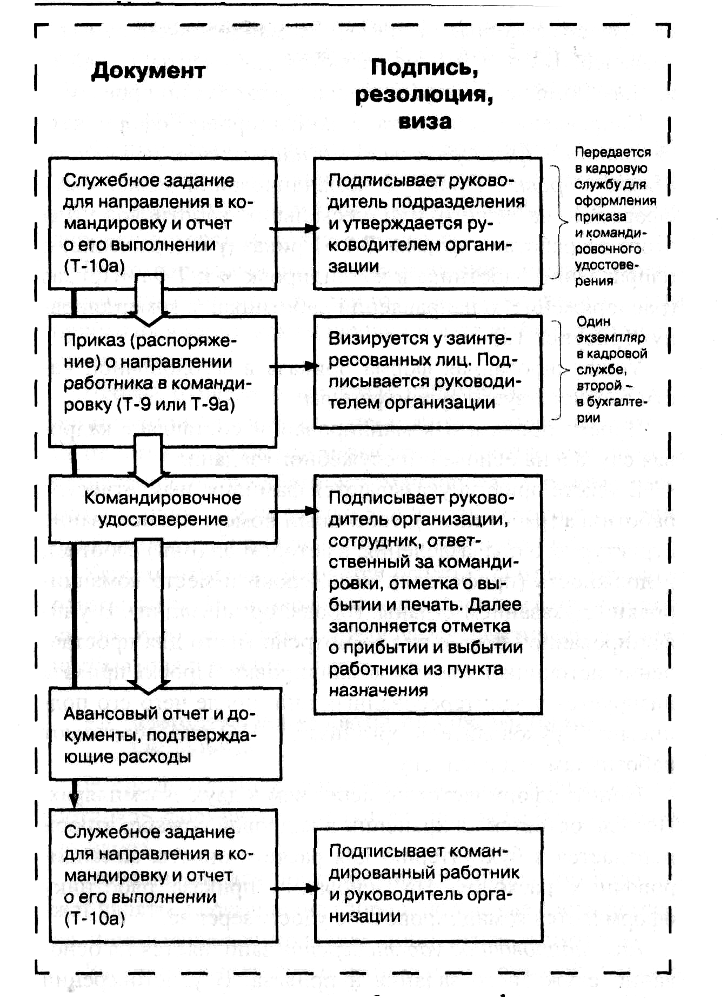 Документ
Подпись,
резолюция,
виза
Служебное задание
для направления в ко-
мандировку и отчет
о его выполнении
(Т-10а)
Подписывает руково-
дитель подразделения
и утверждается ру-
ководителем органи-
зации
Передается
в кадровую
службу для
оформления
приказа
и команди-
ровочного
удостове-
рения
Приказ (распоряже-
ние) о направлении
работника в команди-
ровку (Т-9 или Т-9а)
Визируется у заинте-
ресованных лиц. Под-
писывается руководи-
телем организации
Один
экземпляр
в кадровой
службе,
второй –
в бухгалте-
рии
Командировочное
удостоверение
Подписывает руково-
дитель организации,
сотрудник, ответ-
ственный за команди-
ровки, отметка о вы-
бытии и печать. Далее
заполняется отметка
о прибытии и выбытии
работника из пункта
назначения
Авансовый отчет и до-
кументы, подтвержда-
ющие расходы
Служебное задание
для направления в ко-
мандировку и отчет
о его выполнении
(Т-10а)
Подписывает коман-
дированный работник
и руководитель орга-
низации